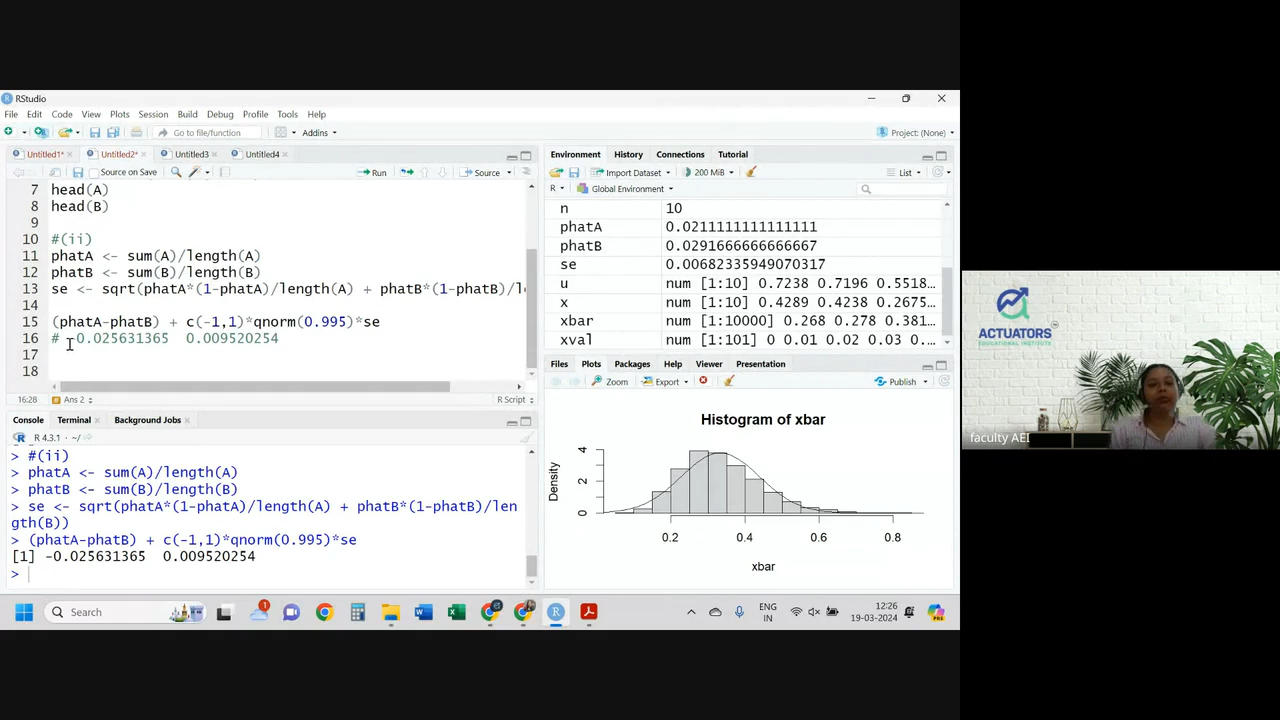 RStudio
File Edit Code View Plots Session Build Debug Profile Tools Help
Go to file/function
Addins
Project: (None)
Untitled1* Untitled2* Untitled3 Untitled4
Source on Save
Run
Source
7 head(A)
8 head(B)
9
10 #(ii)
11 phatA <- sum(A)/length(A)
12 phatB <- sum(B)/length(B)
13 se <- sqrt(phatA*(1-phatA)/length(A) + phatB*(1-phatB)/l
14
15 (phatA-phatB) + c(-1,1)*qnorm(0.995)*se
16 # -0.025631365 0.009520254
17
18
16:28 Ans 2 R Script
Console Terminal Background Jobs
R 4.3.1 · ~/
> #(ii)
> phatA <- sum(A)/length(A)
> phatB <- sum(B)/length(B)
> se <- sqrt(phatA*(1-phatA)/length(A) + phatB*(1-phatB)/len
gth(B))
> (phatA-phatB) + c(-1,1)*qnorm(0.995)*se
[1] -0.025631365 0.009520254
>
Environment History Connections Tutorial
Import Dataset 200 MiB List
R Global Environment
n 10
phatA 0.0211111111111111
phatB 0.0291666666666667
se 0.00682335949070317
u num [1:10] 0.7238 0.7196 0.5518…
x num [1:10] 0.4289 0.4238 0.2675…
xbar num [1:10000] 0.268 0.278 0.381…
xval num [1:101] 0 0.01 0.02 0.03 0.…
Files Plots Packages Help Viewer Presentation
Zoom Export Publish
Histogram of xbar
Density
0 2 4
0.2 0.4 0.6 0.8
xbar
Search
1
ENG
IN
12:26
19-03-2024
PRE
ACTUATORS
EDUCATIONAL INSTITUTE
faculty AEI